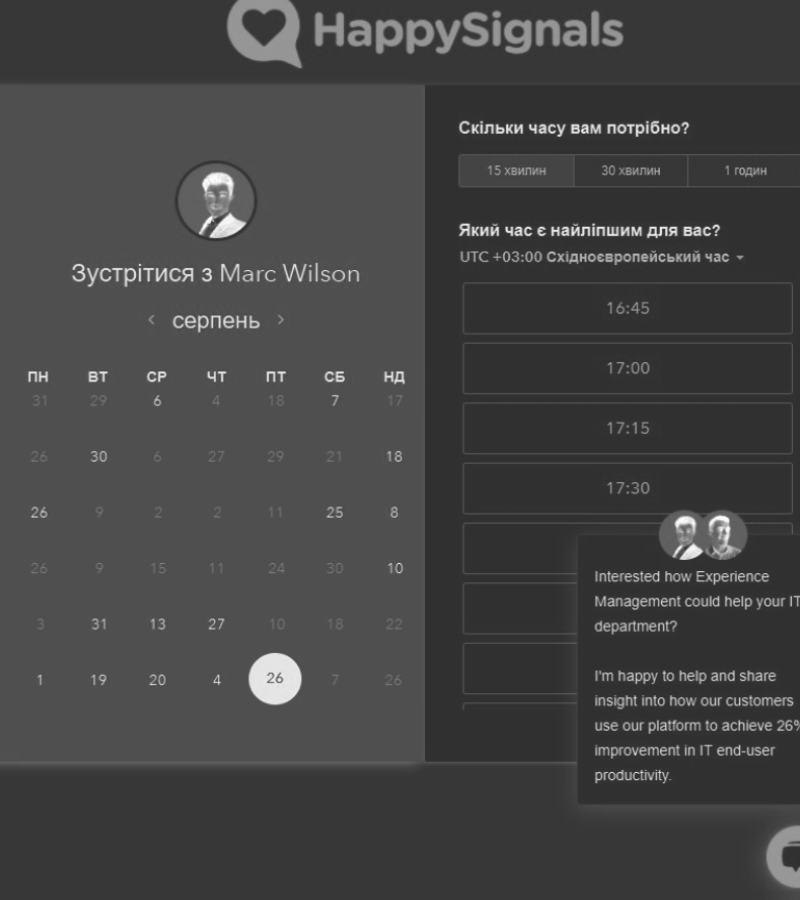 HappySignals
Зустрітися з Marc Wilson
серпень
ПН ВТ СР ЧТ ПТ СБ НД
31 29 6 4 18 7 17
26 30 6 27 29 21 18
26 9 2 2 11 25 8
26 9 15 11 24 30 10
3 31 13 27 10 18 22
1 19 20 4 26 7 26
Скільки часу вам потрібно?
15 хвилин 30 хвилин 1 годин
Який час є найліпшим для вас?
UTC +03:00 Східноєвропейський час
16:45
17:00
17:15
17:30
Interested how Experience
Management could help your IT
department?
I'm happy to help and share
insight into how our customers
use our platform to achieve 26%
improvement in IT end-user
productivity.